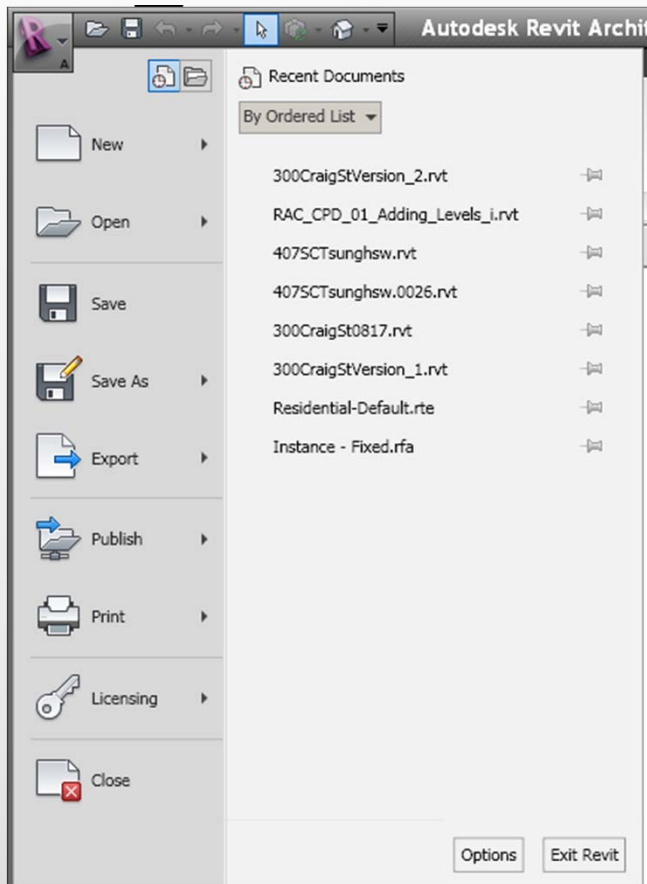 Autodesk Revit Archi
A
Recent Documents
By Ordered List
New
Open
Save
Save As
Export
Publish
Print
Licensing
Close
300CraigStVersion_2.rvt
RAC_CPD_01_Adding_Levels_i.rvt
407SCTsunghsw.rvt
407SCTsunghsw.0026.rvt
300CraigSt0817.rvt
300CraigStVersion_1.rvt
Residential-Default.rte
Instance - Fixed.rfa
Options
Exit Revit